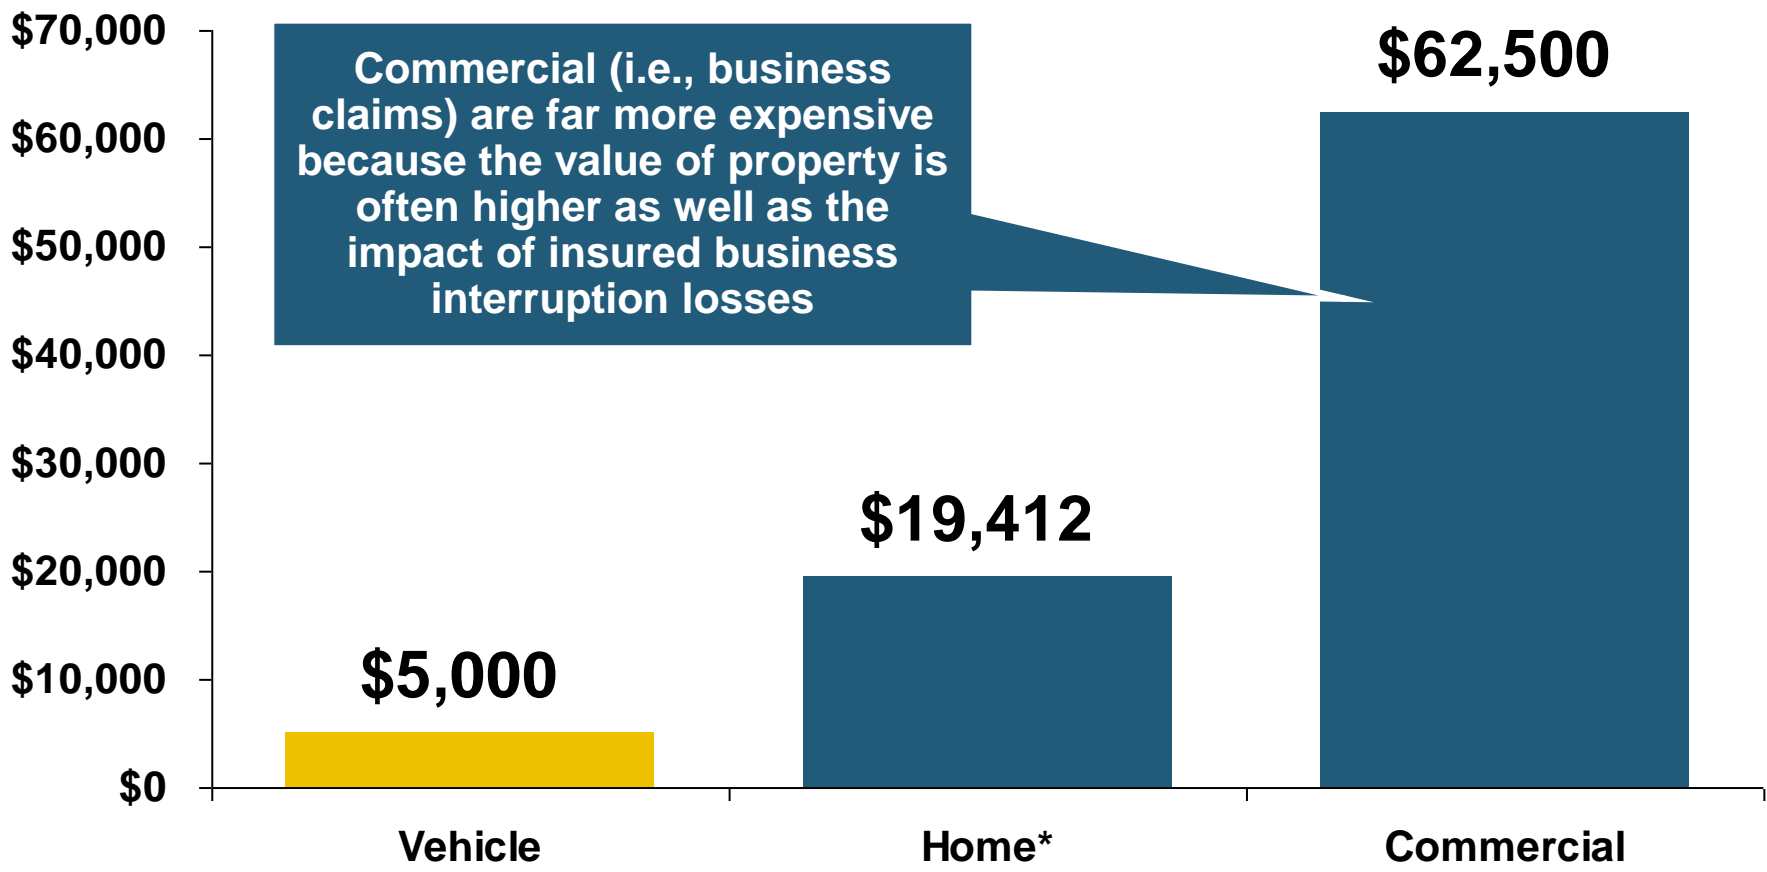 $70,000
$60,000
$50,000
$40,000
$30,000
$20,000
$10,000
$0
Commercial (i.e., business
claims) are far more expensive
because the value of property is
often higher as well as the
impact of insured business
interruption losses
$62,500
$19,412
$5,000
Vehicle
Home*
Commercial